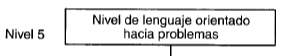 Nivel de lenguaje orientado
Nivel 5
hacia problemas